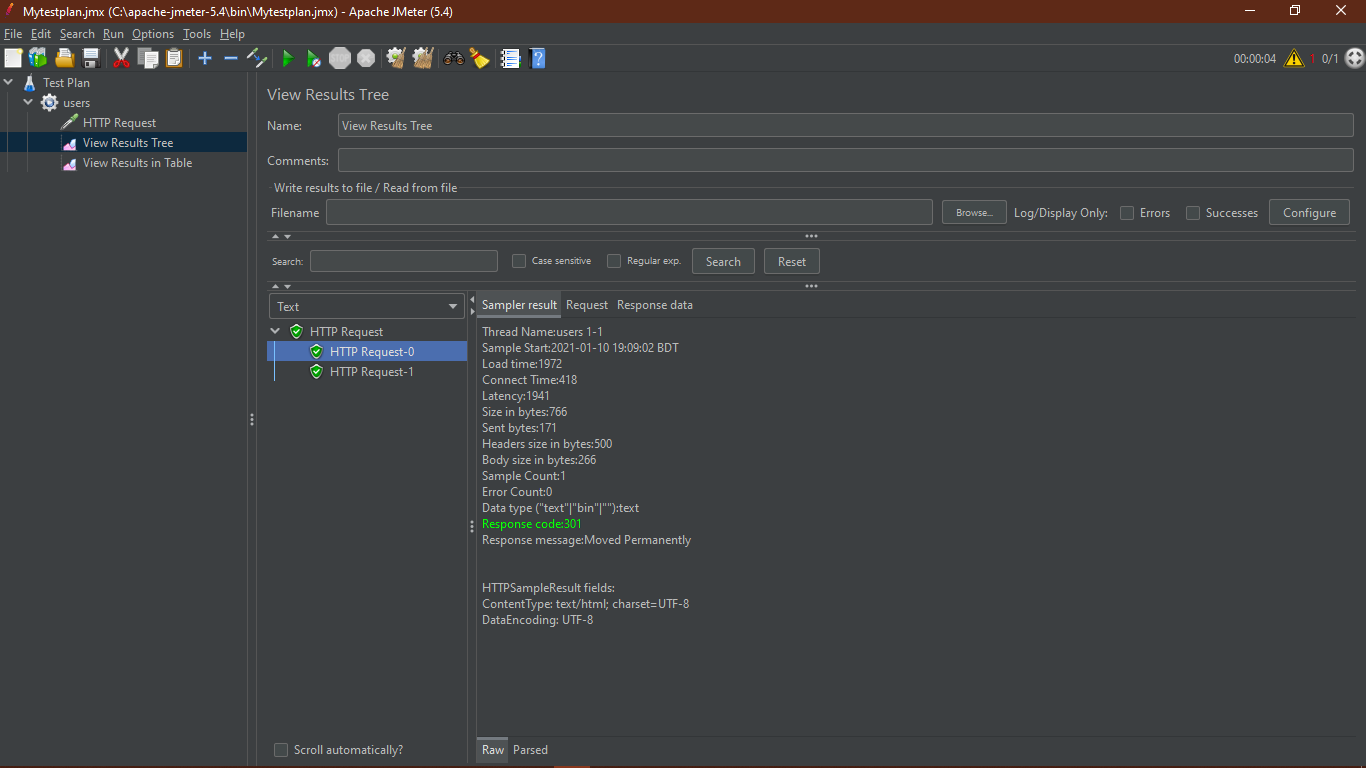 Mytestplan.jmx (C:\apache-jmeter-5.4\bin\Mytestplan.jmx) - Apache JMeter (5.4)
File Edit Search Run Options Tools Help
00:00:04 1 0/1
Test Plan
users
HTTP Request
View Results Tree
View Results in Table
View Results Tree
Name: View Results Tree
Comments:
Write results to file / Read from file
Filename Browse... Log/Display Only: Errors Successes Configure
Search: Case sensitive Regular exp. Search Reset
Text
HTTP Request
HTTP Request-0
HTTP Request-1
Scroll automatically?
Sampler result Request Response data
Thread Name:users 1-1
Sample Start:2021-01-10 19:09:02 BDT
Load time:1972
Connect Time:418
Latency:1941
Size in bytes:766
Sent bytes:171
Headers size in bytes:500
Body size in bytes:266
Sample Count:1
Error Count:0
Data type ("text"|"bin"|""):text
Response code:301
Response message:Moved Permanently
HTTPSampleResult fields:
ContentType: text/html; charset=UTF-8
DataEncoding: UTF-8
Raw Parsed